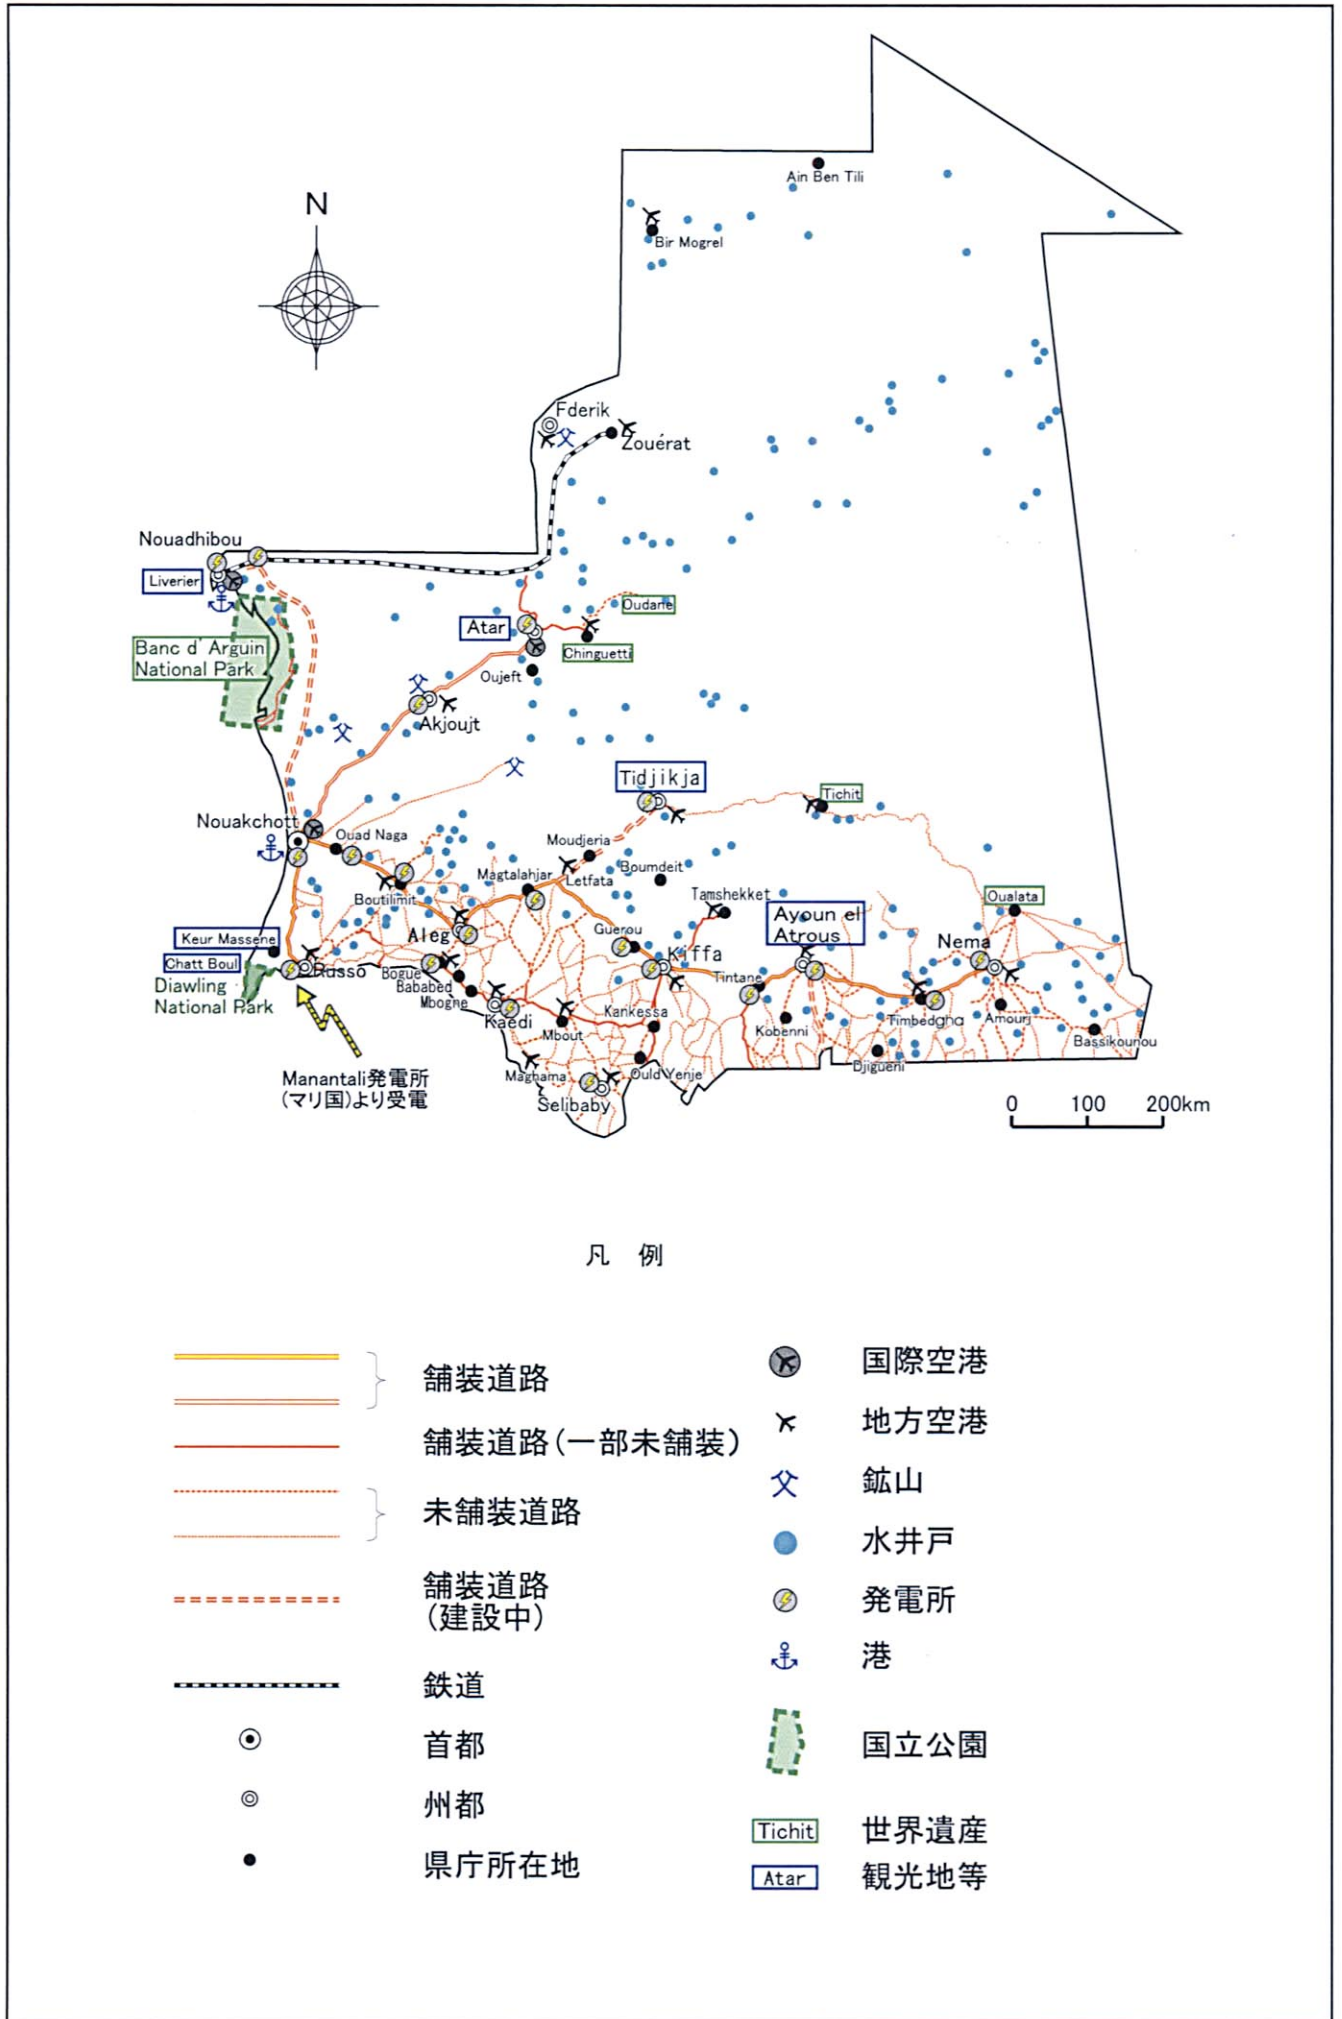 Ain Ben Tili
N
Bir Mogrel
Fderik
Zouérat
Nouadhibou
Liverier
Oudane
Atar
Banc d' Arguin
National Park
Chinguetti
Oujeft
Akjoujt
Tidjikja
Tichit
Nouakchott
Ouad Naga
Moudjeria
Boumdeit
Magtalahjar
Letfata
Tamshekket
Oualata
Boutilimit
Ayoun el
Atrous
Aleg
Guerou
Nema
Keur Massene
Kiffa
Chatt Boul
Russo
Bogue
Tintane
Diawling
National Park
Bababed
Mbogne
Kankessa
Kaedi
Timbedgha
Amourj
Mbout
Kobenni
Bassikounou
Djigueni
Maghama
Ould Yenje
Manantali発電所
(マリ国)より受電
Selibaby
0 100 200km
凡 例
舗装道路
舗装道路(一部未舗装)
未舗装道路
舗装道路
(建設中)
鉄道
首都
州都
県庁所在地
国際空港
地方空港
鉱山
水井戸
発電所
港
国立公園
Tichit 世界遺産
Atar 観光地等